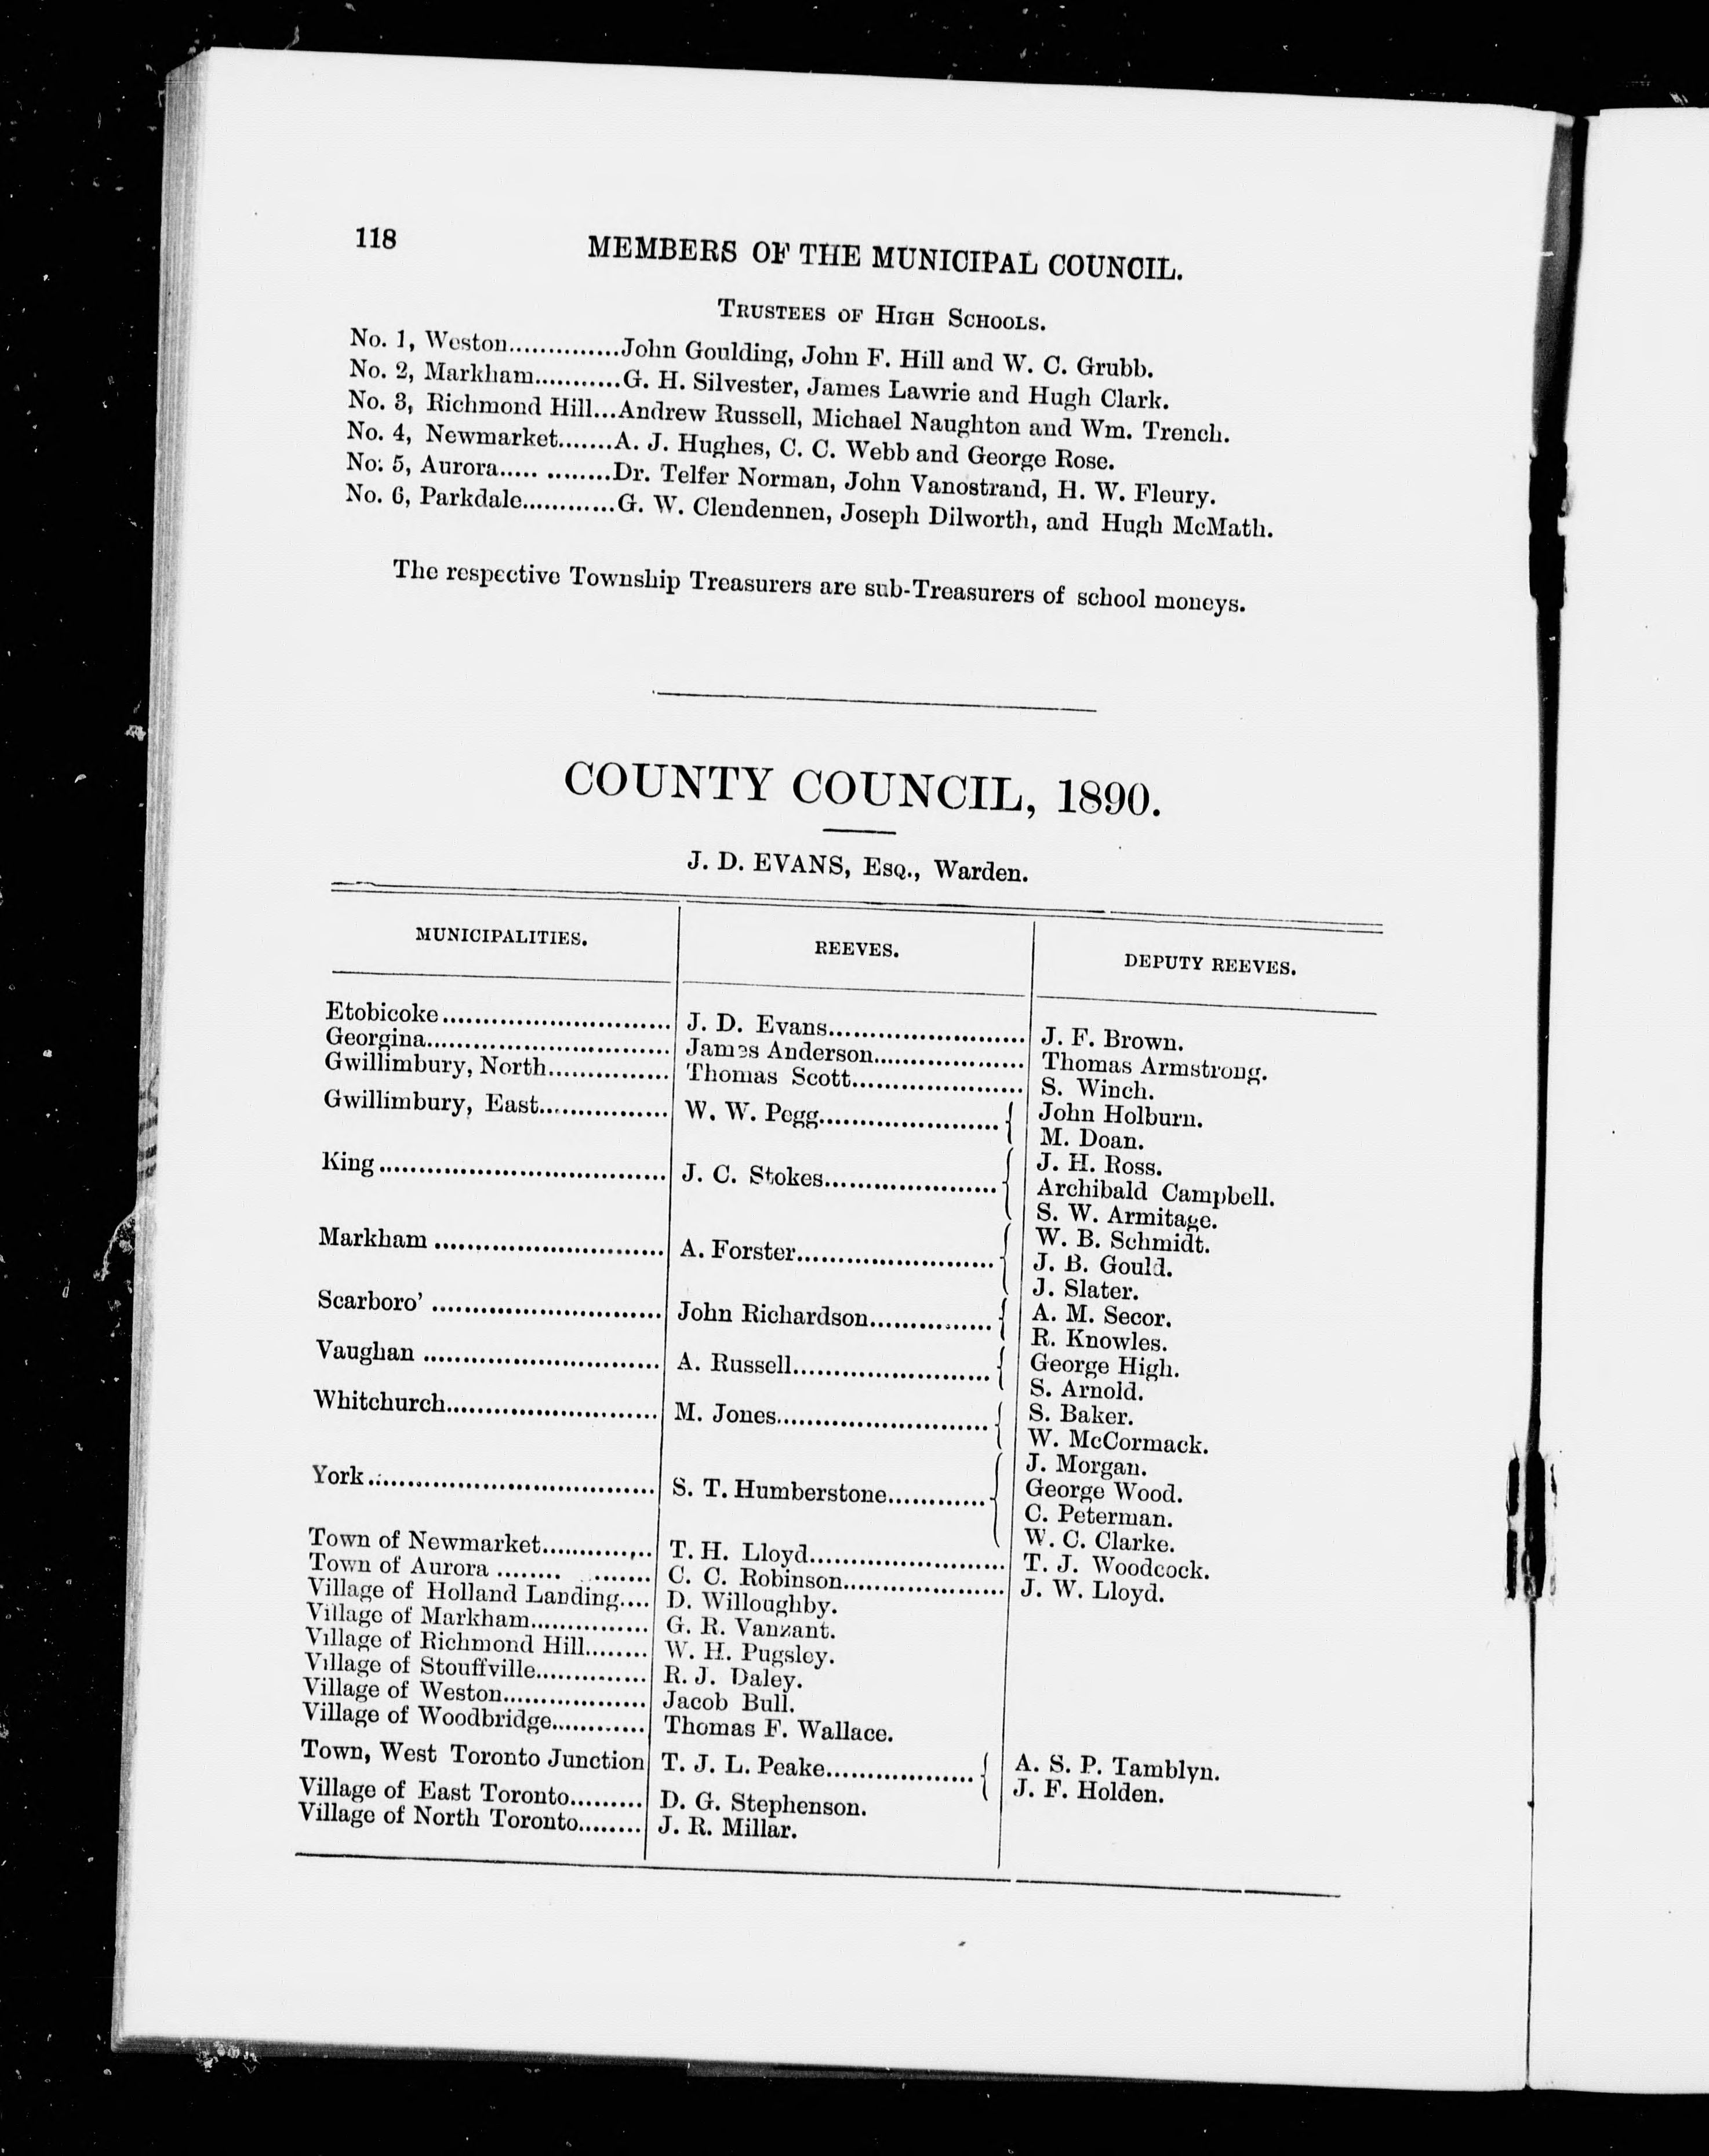 118
MEMBERS OF THE MUNICIPAL COUNCIL.
TRUSTEES OF HIGH SCHOOLS.
No. 1, Weston..............John Goulding, John F. Hill and W. C. Grubb.
No. 2, Markham...........G. H. Silvester, James Lawrie and Hugh Clark.
No. 3, Richmond Hill...Andrew Russell, Michael Naughton and Wm. Trench.
No. 4, Newmarket.......A. J. Hughes, C. C. Webb and George Rose.
No. 5, Aurora..... ........Dr. Telfer Norman, John Vanostrand, H. W. Fleury.
No. 6, Parkdale............G. W. Clendennen, Joseph Dilworth, and Hugh McMath.
The respective Township Treasurers are sub-Treasurers of school moneys.
COUNTY COUNCIL, 1890.
J. D. EVANS, ESQ., Warden.
MUNICIPALITIES. REEVES. DEPUTY REEVES.
Etobicoke............................ J. D. Evans........................ J. F. Brown.
Georgina.............................. James Anderson................... Thomas Armstrong.
Gwillimbury, North............... Thomas Scott...................... S. Winch.
Gwillimbury, East................ W. W. Pegg....................... { John Holburn.
M. Doan.
King.................................... J. C. Stokes...................... { J. H. Ross.
Archibald Campbell.
S. W. Armitage.
Markham ............................. A. Forster......................... { W. B. Schmidt.
J. B. Gould.
J. Slater.
Scarboro' ............................. John Richardson................ { A. M. Secor.
R. Knowles.
Vaughan .............................. A. Russell......................... { George High.
S. Arnold.
Whitchurch........................... M. Jones........................... { S. Baker.
W. McCormack.
York.................................... S. T. Humberstone............. { J. Morgan.
George Wood.
C. Peterman.
W. C. Clarke.
Town of Newmarket.............. T. H. Lloyd......................... T. J. Woodcock.
Town of Aurora ........ ........ C. C. Robinson..................... J. W. Lloyd.
Village of Holland Landing.... D. Willoughby.
Village of Markham............... G. R. Vanzant.
Village of Richmond Hill........ W. H. Pugsley.
Village of Stouffville.............. R. J. Daley.
Village of Weston.................. Jacob Bull.
Village of Woodbridge............ Thomas F. Wallace.
Town, West Toronto Junction T. J. L. Peake................... { A. S. P. Tamblyn.
J. F. Holden.
Village of East Toronto......... D. G. Stephenson.
Village of North Toronto........ J. R. Millar.